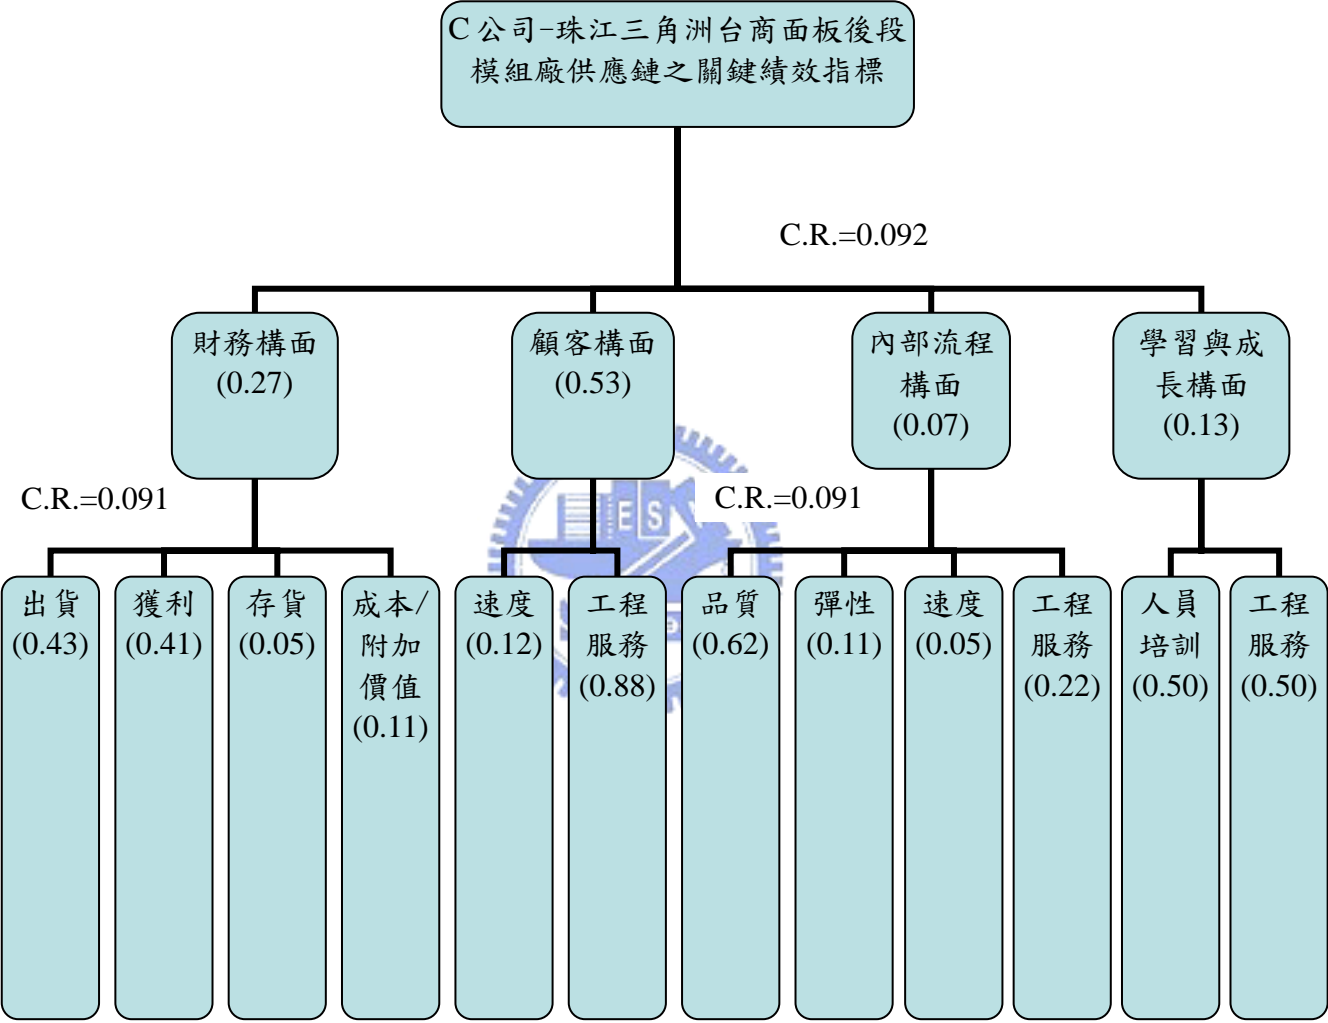 C公司-珠江三角洲台商面板後段
模組廠供應鏈之關鍵績效指標
C.R.=0.092
財務構面
(0.27)
顧客構面
(0.53)
內部流程
構面
(0.07)
學習與成
長構面
(0.13)
C.R.=0.091
C.R.=0.091
ES
出貨
(0.43)
獲利
(0.41)
存貨
(0.05)
成本/
附加
價值
(0.11)
速度
(0.12)
工程
服務
(0.88)
品質
(0.62)
彈性
(0.11)
速度
(0.05)
工程
服務
(0.22)
人員
培訓
(0.50)
工程
服務
(0.50)